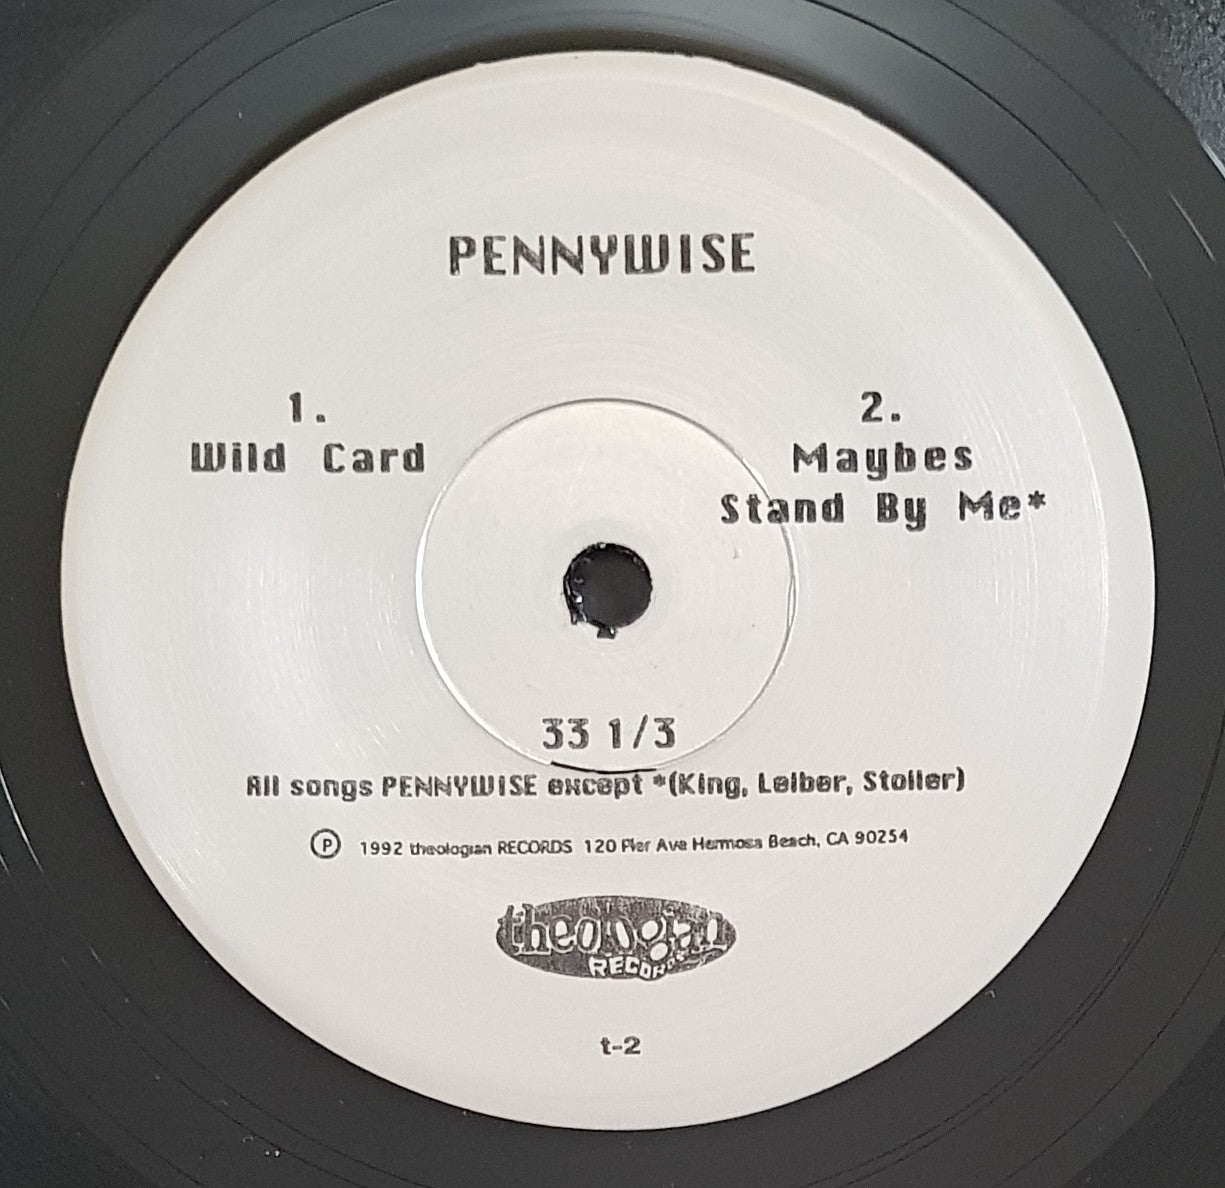 PENNYWISE
1.
Wild Card
2.
Maybes
Stand By Me*
33 1/3
All songs PENNYWISE except *(King, Leiber, Stoller)
Ⓟ 1992 theologian RECORDS 120 Pier Ave Hermosa Beach, CA 90254
theologian
RECORDS
t-2